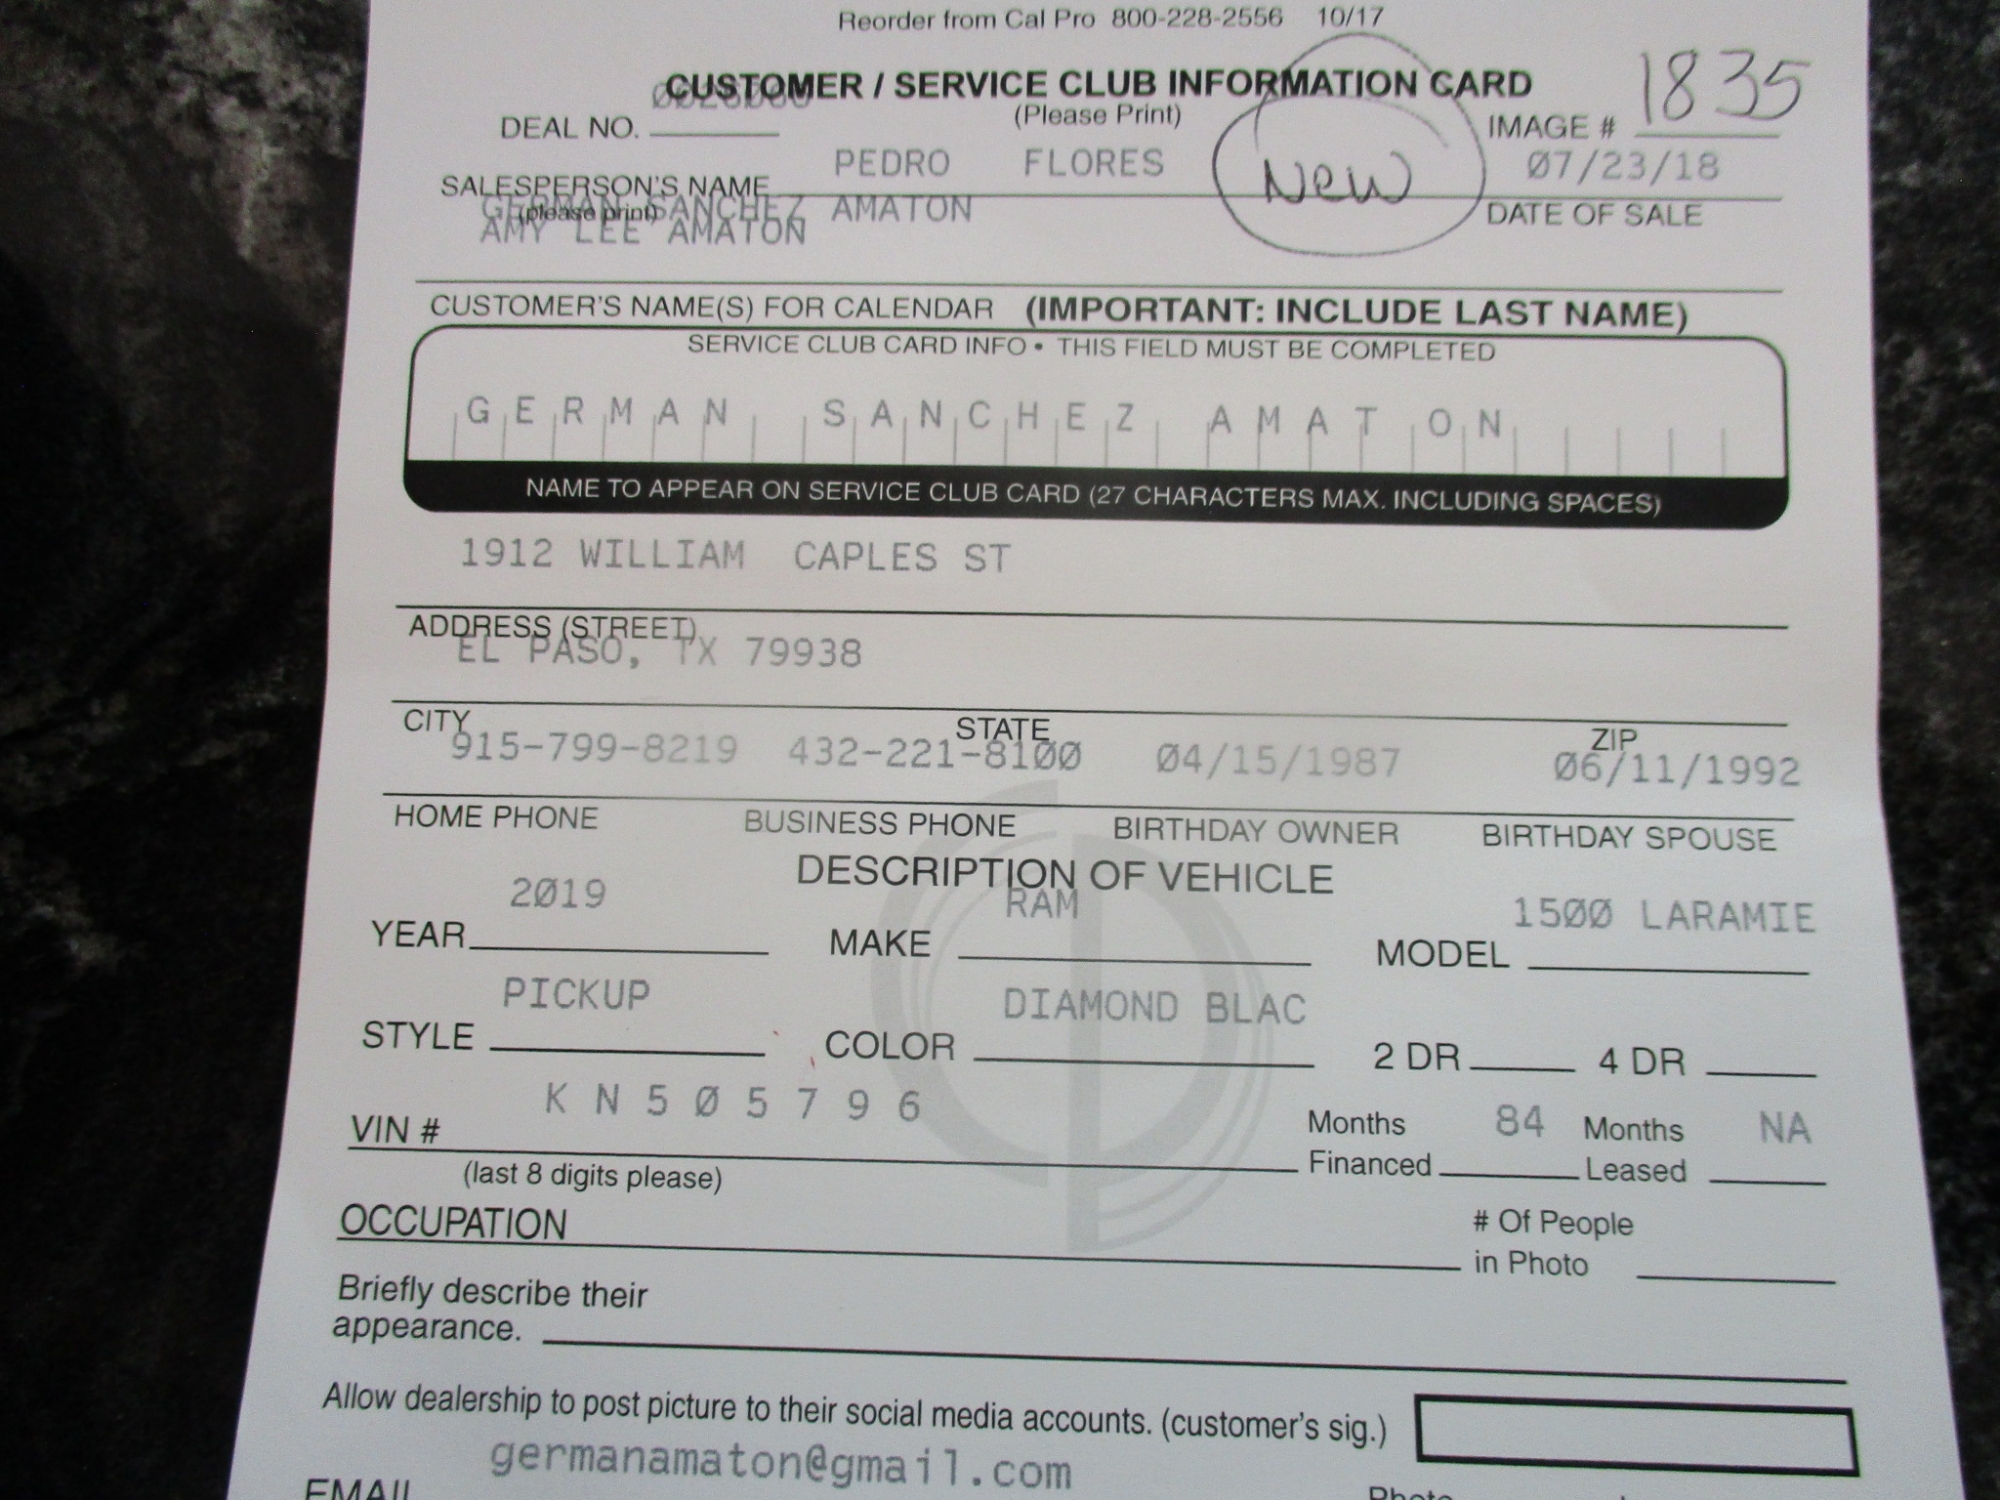 Reorder from Cal Pro 800-228-2556 10/17
CUSTOMER / SERVICE CLUB INFORMATION CARD
(Please Print)
DEAL NO.
IMAGE # 1835
New
PEDRO FLORES
07/23/18
SALESPERSON'S NAME
(please print)
DATE OF SALE
GERMAN SANCHEZ AMATON
AMY LEE AMATON
CUSTOMER'S NAME(S) FOR CALENDAR (IMPORTANT: INCLUDE LAST NAME)
SERVICE CLUB CARD INFO • THIS FIELD MUST BE COMPLETED
GERMAN SANCHEZ AMATON
NAME TO APPEAR ON SERVICE CLUB CARD (27 CHARACTERS MAX. INCLUDING SPACES)
1912 WILLIAM CAPLES ST
ADDRESS (STREET)
EL PASO, TX 79938
CITY STATE ZIP
915-799-8219 432-221-8100 04/15/1987 06/11/1992
HOME PHONE BUSINESS PHONE BIRTHDAY OWNER BIRTHDAY SPOUSE
DESCRIPTION OF VEHICLE
YEAR 2019 MAKE RAM MODEL 1500 LARAMIE
STYLE PICKUP COLOR DIAMOND BLAC 2 DR 4 DR
VIN # KN505796 Months Financed 84 Months Leased NA
(last 8 digits please)
OCCUPATION # Of People in Photo
Briefly describe their
appearance.
Allow dealership to post picture to their social media accounts. (customer's sig.)
germanamaton@gmail.com
EMAIL Photo